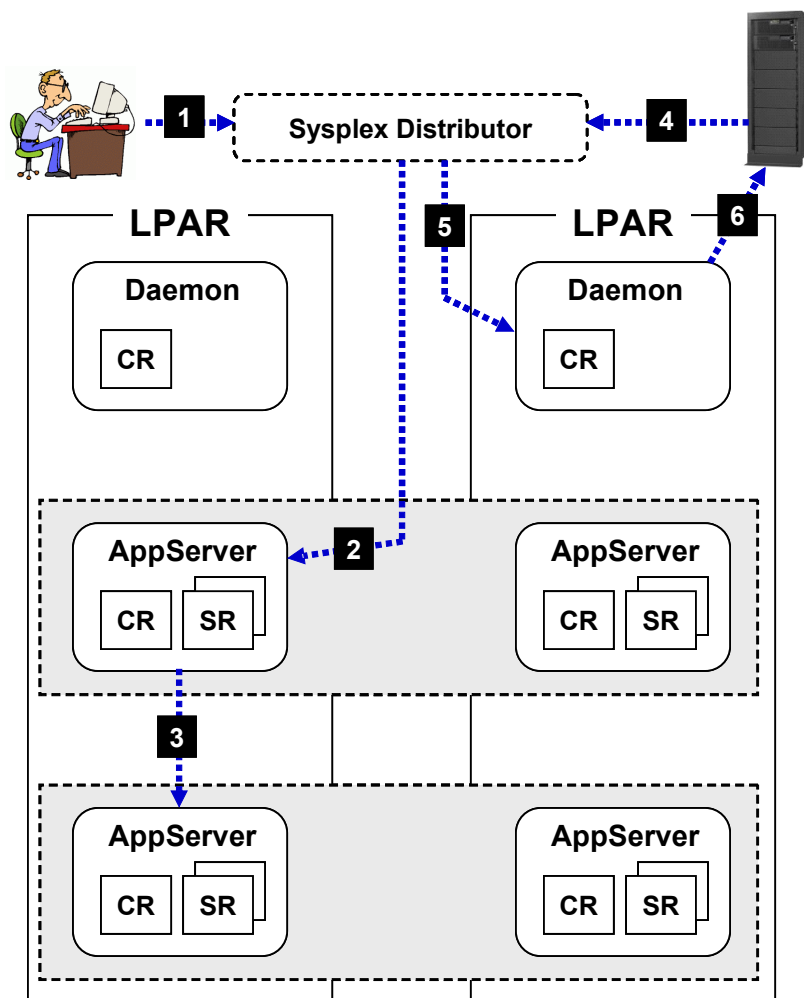 1
Sysplex Distributor
4
LPAR
5
LPAR
6
Daemon
CR
Daemon
CR
AppServer
CR
SR
2
AppServer
CR
SR
3
AppServer
CR
SR
AppServer
CR
SR